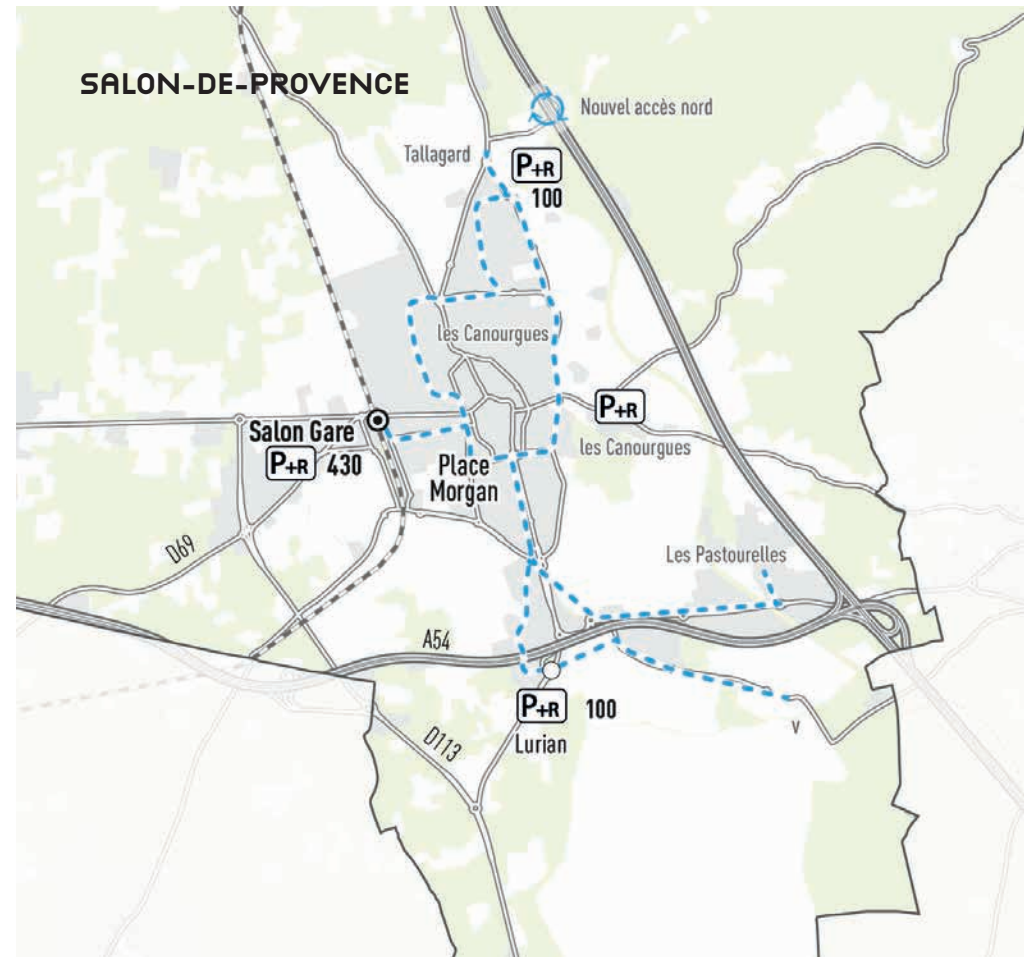 SALON-DE-PROVENCE
Nouvel accès nord
Tallagard
P+R
100
les Canourgues
P+R
les Canourgues
Salon Gare
P+R 430
Place
Morgan
D69
Les Pastourelles
A54
P+R 100
Lurian
V
D113